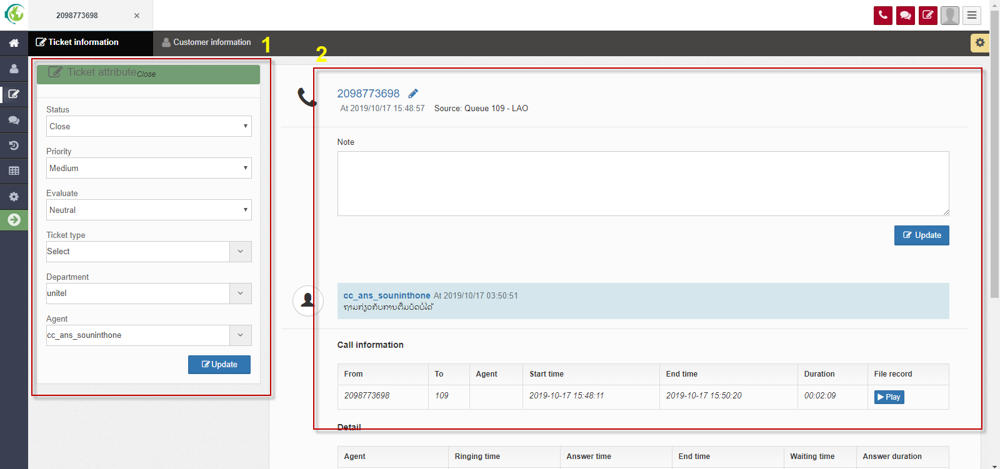 2098773698 ×
Ticket information
Customer information
1
2
Ticket attribute Close
Status
Close
Priority
Medium
Evaluate
Neutral
Ticket type
Select
Department
unitel
Agent
cc_ans_souninthone
Update
2098773698
At 2019/10/17 15:48:57 Source: Queue 109 - LAO
Note
Update
cc_ans_souninthone At 2019/10/17 03:50:51
ຖາມກ່ຽວກັບການຕື່ມບັດບໍ່ໄດ້
Call information
From To Agent Start time End time Duration File record
2098773698 109 2019-10-17 15:48:11 2019-10-17 15:50:20 00:02:09 Play
Detail
Agent Ringing time Answer time End time Waiting time Answer duration